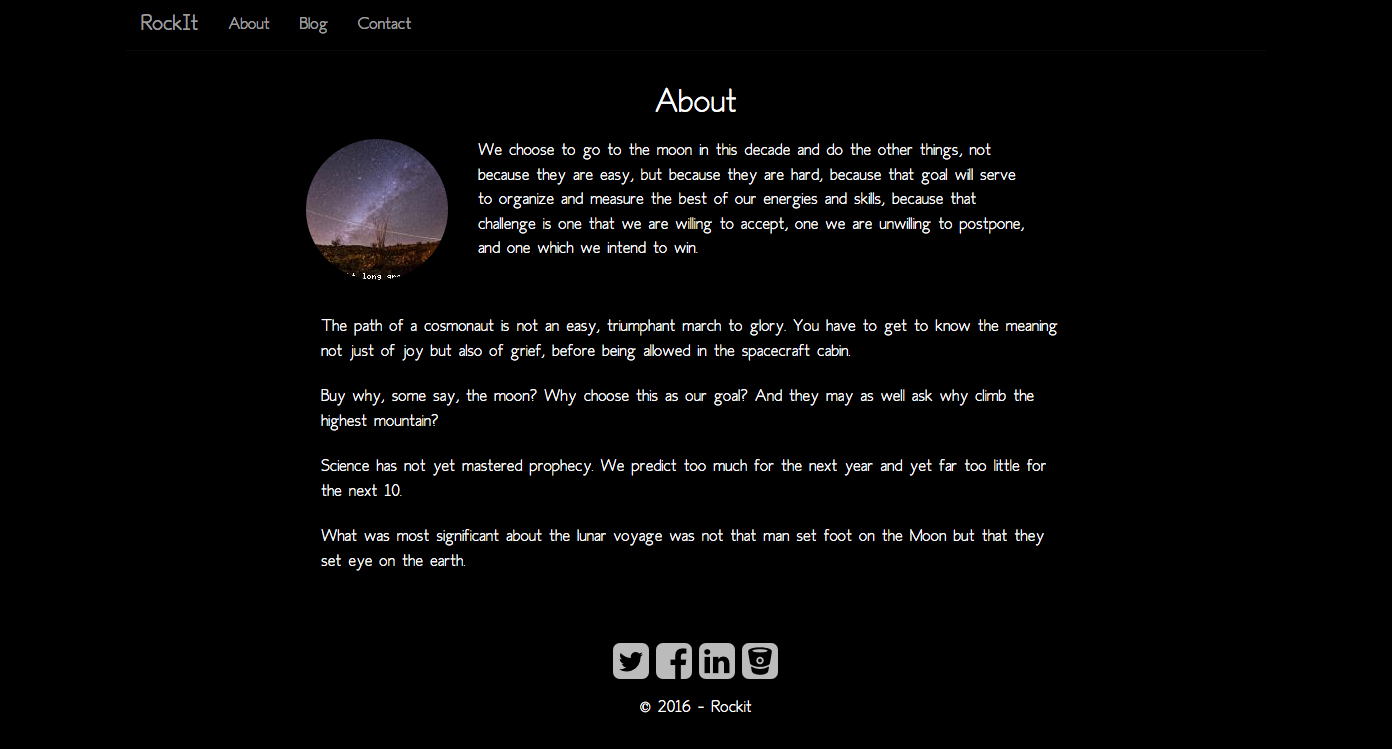 RockIt About Blog Contact
About
We choose to go to the moon in this decade and do the other things, not
because they are easy, but because they are hard, because that goal will serve
to organize and measure the best of our energies and skills, because that
challenge is one that we are willing to accept, one we are unwilling to postpone,
and one which we intend to win.
long
The path of a cosmonaut is not an easy, triumphant march to glory. You have to get to know the meaning
not just of joy but also of grief, before being allowed in the spacecraft cabin.
Buy why, some say, the moon? Why choose this as our goal? And they may as well ask why climb the
highest mountain?
Science has not yet mastered prophecy. We predict too much for the next year and yet far too little for
the next 10.
What was most significant about the lunar voyage was not that man set foot on the Moon but that they
set eye on the earth.
in
© 2016 - Rockit